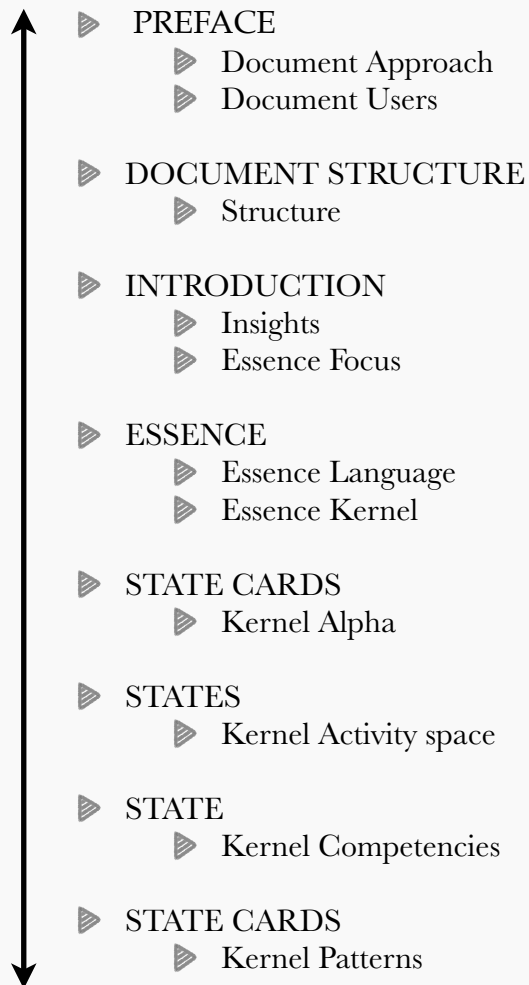 PREFACE
Document Approach
Document Users
DOCUMENT STRUCTURE
Structure
INTRODUCTION
Insights
Essence Focus
ESSENCE
Essence Language
Essence Kernel
STATE CARDS
Kernel Alpha
STATES
Kernel Activity space
STATE
Kernel Competencies
STATE CARDS
Kernel Patterns